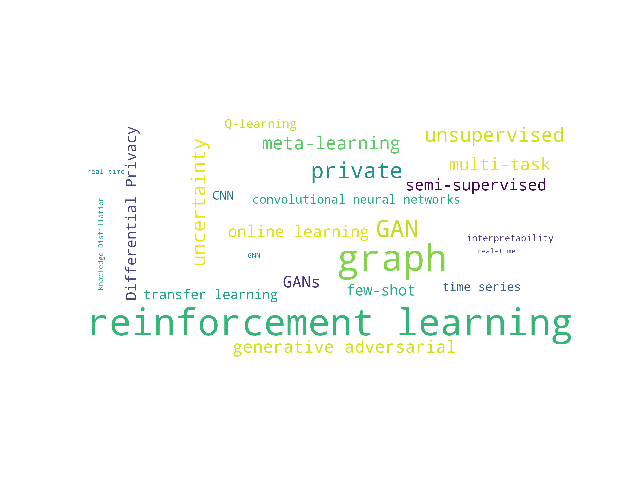 Q-learning
Differential Privacy
unsupervised
meta-learning
uncertainty
multi-task
private
real time
semi-supervised
CNN
convolutional neural networks
Knowledge Distillation
online learning
GAN
interpretability
real-time
graph
GNN
GANs
time series
few-shot
transfer learning
reinforcement learning
generative adversarial